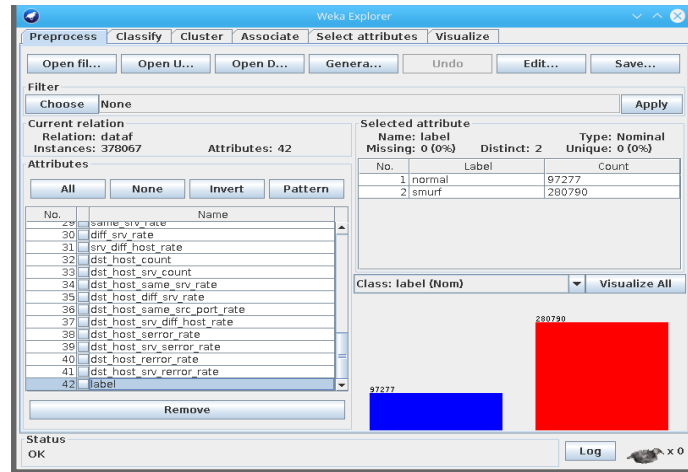 Weka Explorer
Preprocess Classify Cluster Associate Select attributes Visualize
Open fil... Open U... Open D... Genera... Undo Edit... Save...
Filter
Choose None Apply
Current relation
Relation: dataf
Instances: 378067 Attributes: 42
Attributes
All None Invert Pattern
No. Name
29 same_srv_rate
30 diff_srv_rate
31 srv_diff_host_rate
32 dst_host_count
33 dst_host_srv_count
34 dst_host_same_srv_rate
35 dst_host_diff_srv_rate
36 dst_host_same_src_port_rate
37 dst_host_srv_diff_host_rate
38 dst_host_serror_rate
39 dst_host_srv_serror_rate
40 dst_host_rerror_rate
41 dst_host_srv_rerror_rate
42 label
Remove
Selected attribute
Name: label Type: Nominal
Missing: 0 (0%) Distinct: 2 Unique: 0 (0%)
No. Label Count
1 normal 97277
2 smurf 280790
Class: label (Nom) Visualize All
280790
97277
Status
OK Log x 0